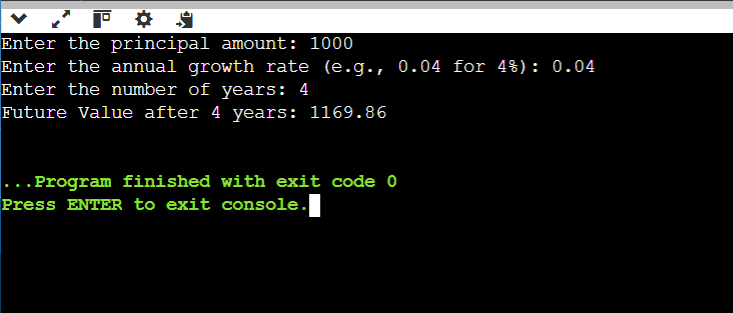 Enter the principal amount: 1000
Enter the annual growth rate (e.g., 0.04 for 4%): 0.04
Enter the number of years: 4
Future Value after 4 years: 1169.86
...Program finished with exit code 0
Press ENTER to exit console.